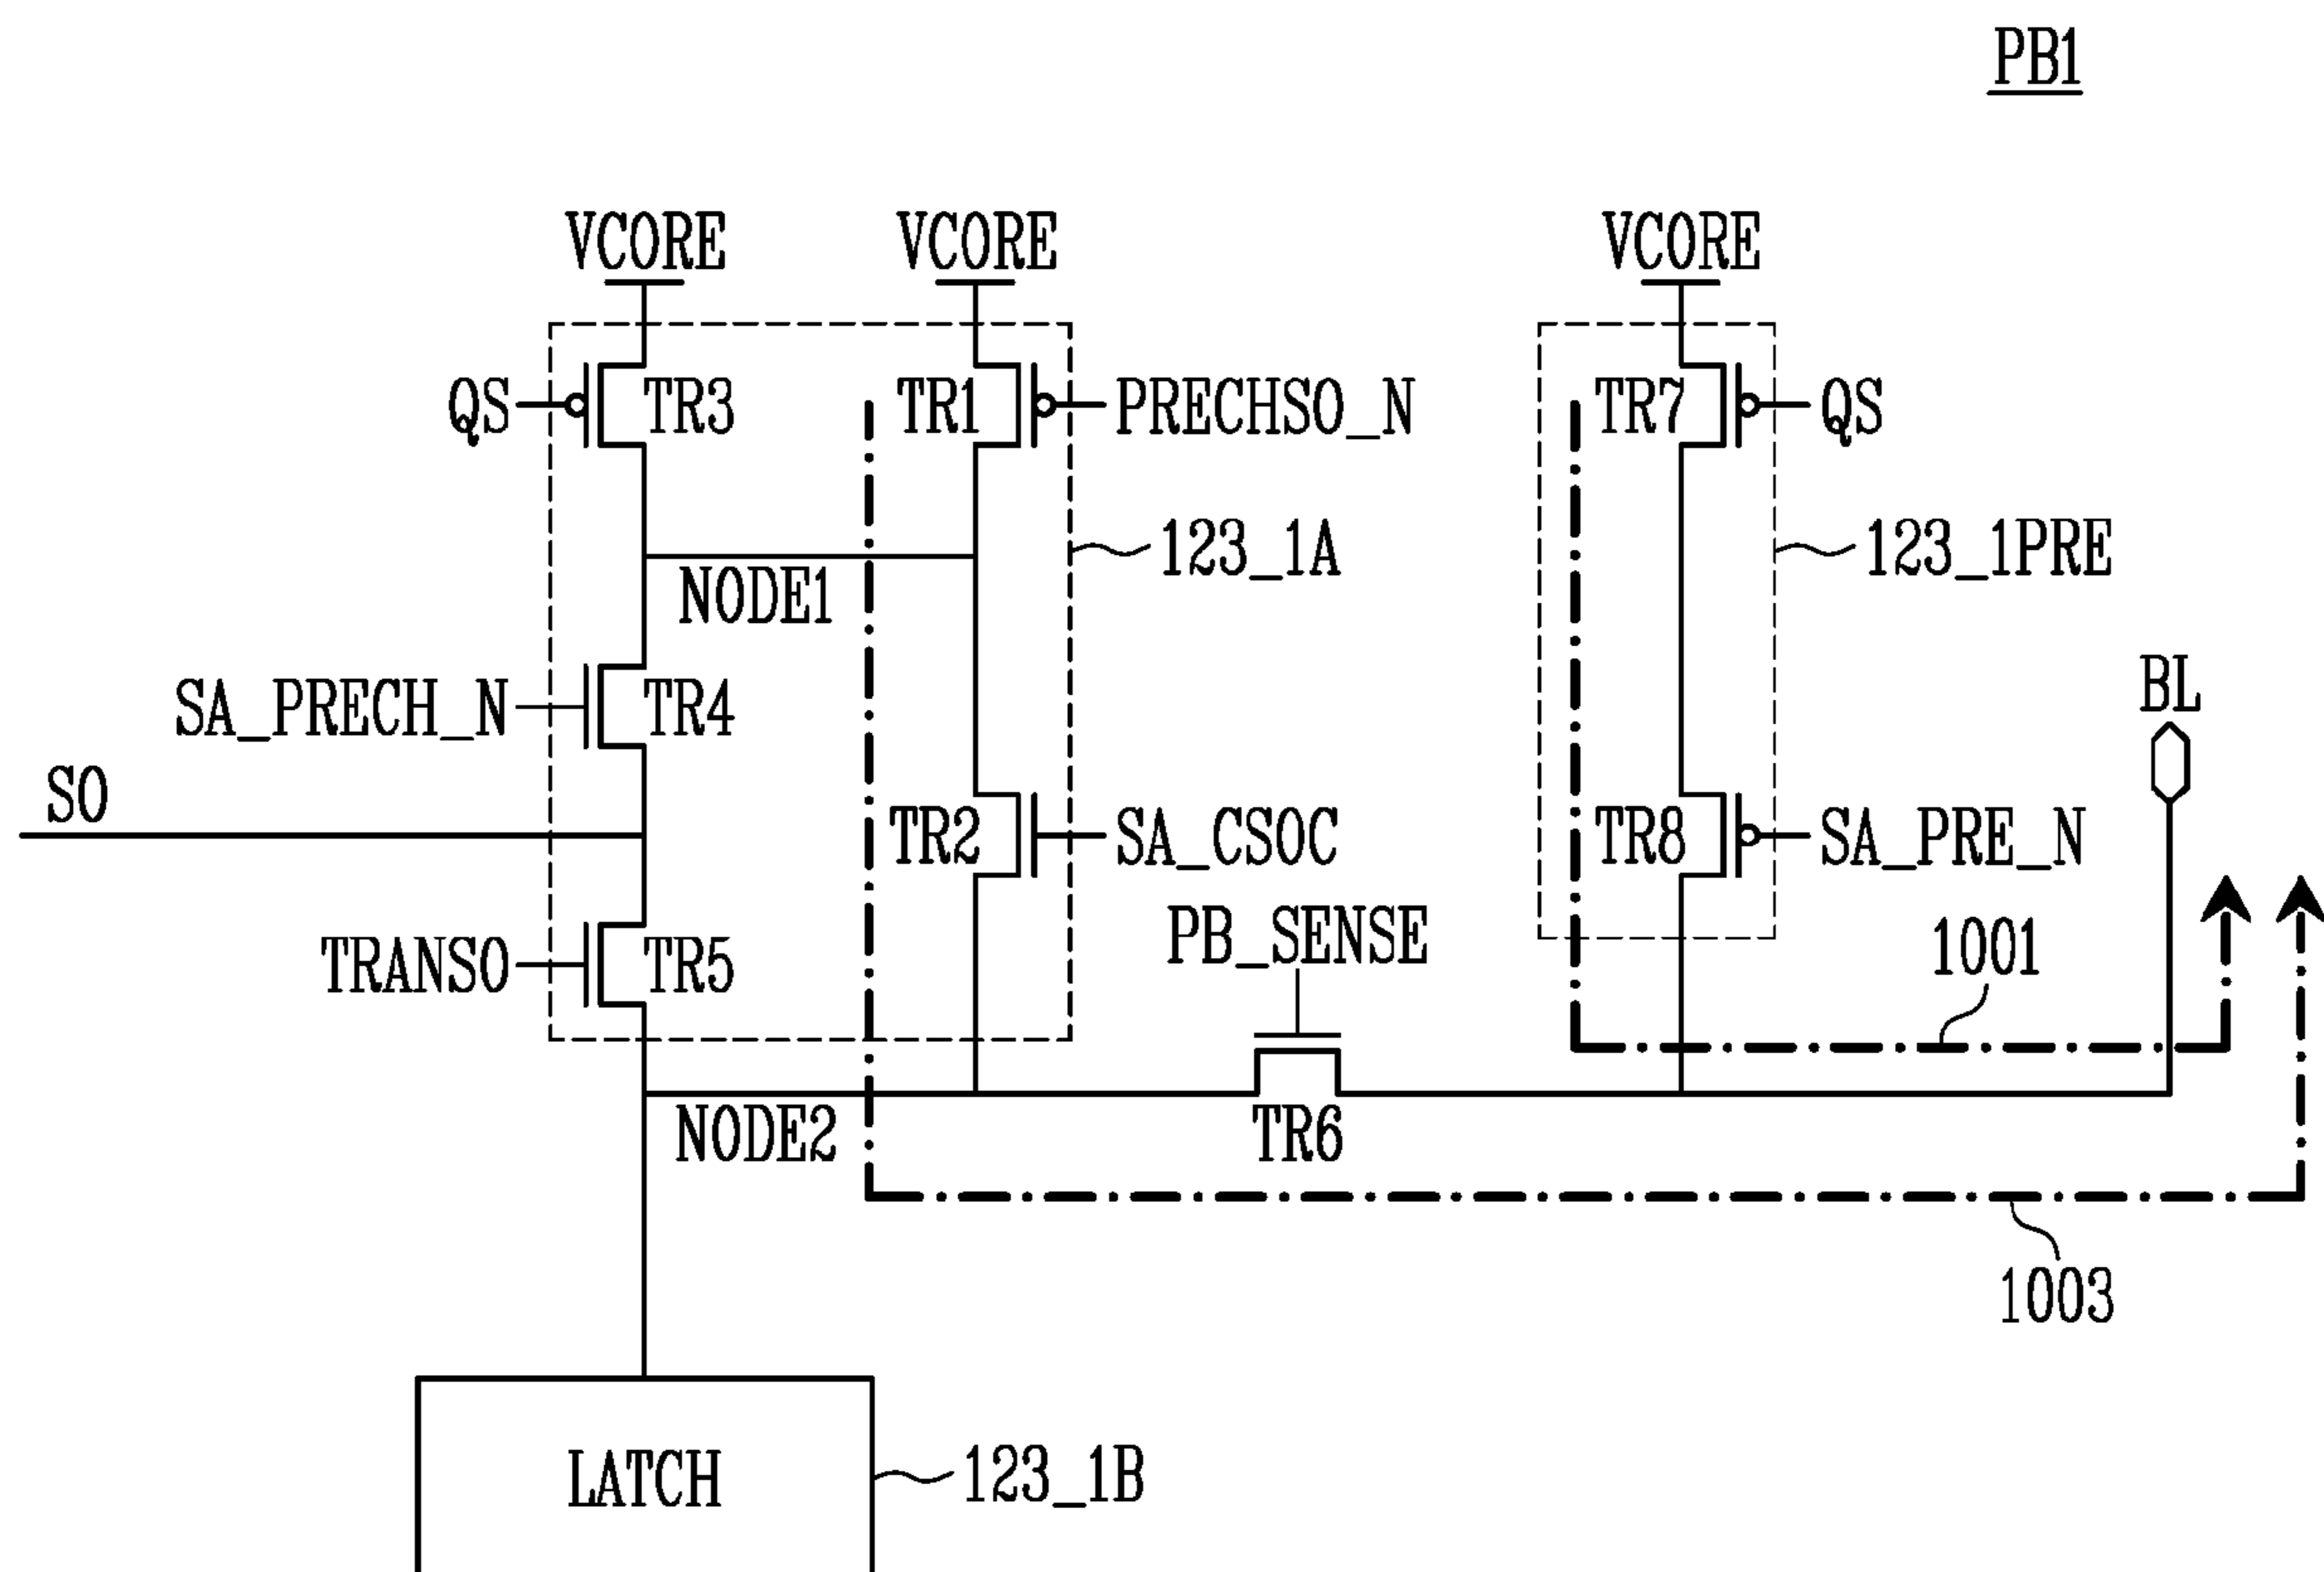 PB1
VCORE
VCORE
VCORE
QS
TR3
TR1
PRECHSO_N
TR7
QS
123_1A
123_1PRE
NODE1
SA_PRECH_N
TR4
BL
SO
TR2
SA_CSOC
TR8
SA_PRE_N
PB_SENSE
1001
TRANSO
TR5
NODE2
TR6
1003
LATCH
123_1B